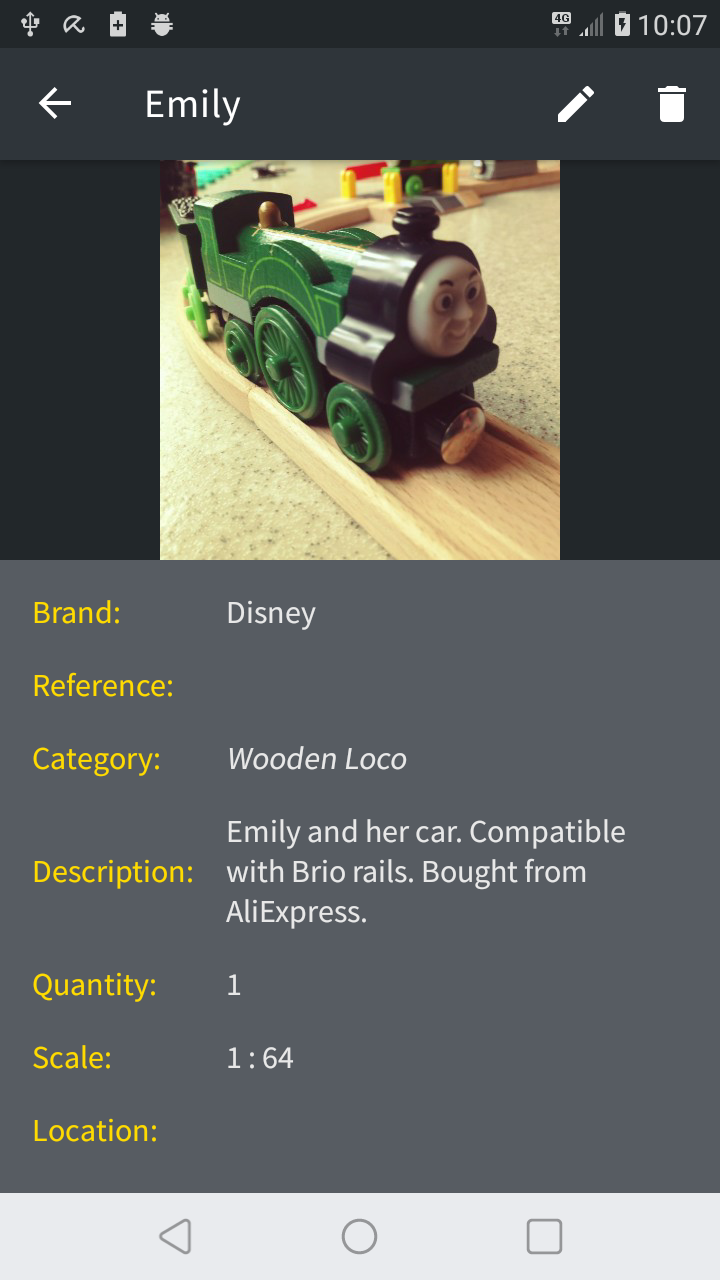 4G 10:07
Emily
Brand: Disney
Reference:
Category: Wooden Loco
Description: Emily and her car. Compatible
with Brio rails. Bought from
AliExpress.
Quantity: 1
Scale: 1 : 64
Location: